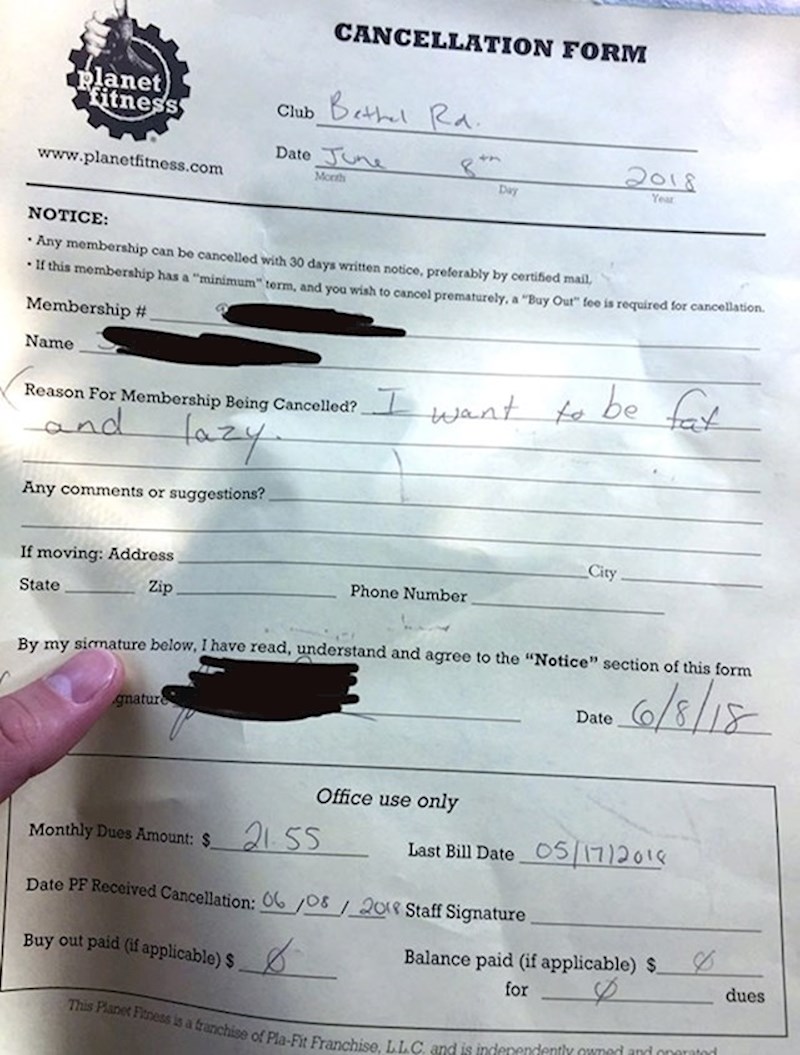 planet
fitness
CANCELLATION FORM
Club Bethel Rd.
Date June 8th 2018
Month Day Year
www.planetfitness.com
NOTICE:
• Any membership can be cancelled with 30 days written notice, preferably by certified mail.
• If this membership has a "minimum" term, and you wish to cancel prematurely, a "Buy Out" fee is required for cancellation.
Membership #
Name
Reason For Membership Being Cancelled? I want to be fat
and lazy.
Any comments or suggestions?
If moving: Address City
State Zip Phone Number
By my signature below, I have read, understand and agree to the "Notice" section of this form
gnature Date 6/8/18
Office use only
Monthly Dues Amount: $ 21.55 Last Bill Date 05/17/2018
Date PF Received Cancellation: 06/08/2018 Staff Signature
Buy out paid (if applicable) $ Ø Balance paid (if applicable) $ Ø
for Ø dues
This Planet Fitness is a franchise of Pla-Fit Franchise, L.L.C. and is independently owned and operated